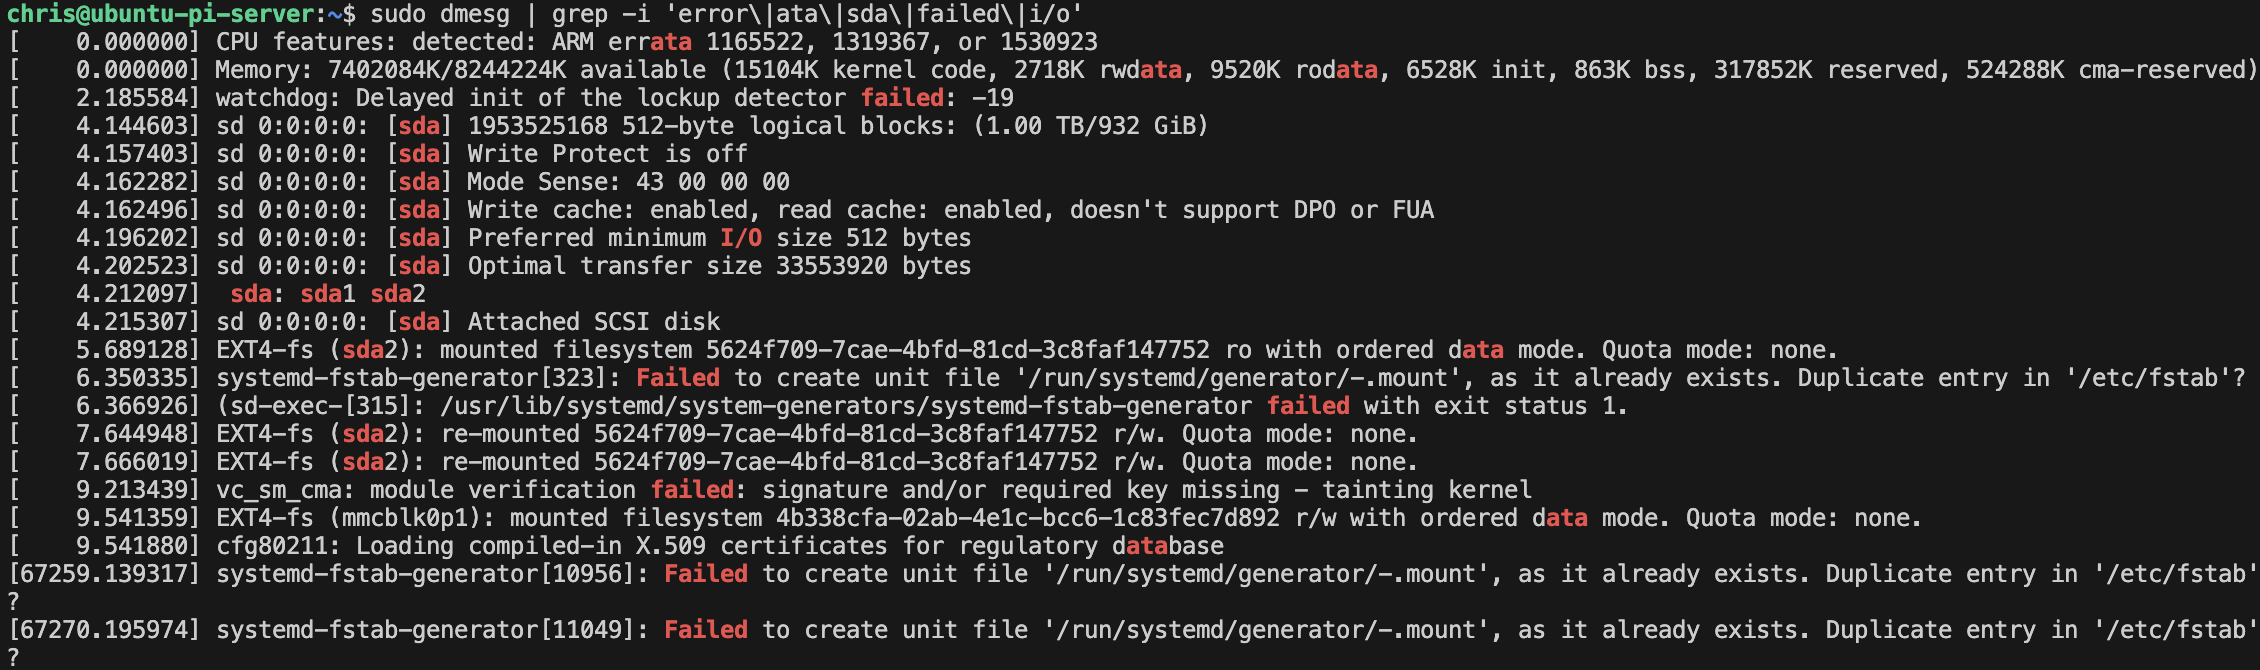 chris@ubuntu-pi-server:~$ sudo dmesg | grep -i 'error\|ata\|sda\|failed\|i/o'
[    0.000000] CPU features: detected: ARM errata 1165522, 1319367, or 1530923
[    0.000000] Memory: 7402084K/8244224K available (15104K kernel code, 2718K rwdata, 9520K rodata, 6528K init, 863K bss, 317852K reserved, 524288K cma-reserved)
[    2.185584] watchdog: Delayed init of the lockup detector failed: -19
[    4.144603] sd 0:0:0:0: [sda] 1953525168 512-byte logical blocks: (1.00 TB/932 GiB)
[    4.157403] sd 0:0:0:0: [sda] Write Protect is off
[    4.162282] sd 0:0:0:0: [sda] Mode Sense: 43 00 00 00
[    4.162496] sd 0:0:0:0: [sda] Write cache: enabled, read cache: enabled, doesn't support DPO or FUA
[    4.196202] sd 0:0:0:0: [sda] Preferred minimum I/O size 512 bytes
[    4.202523] sd 0:0:0:0: [sda] Optimal transfer size 33553920 bytes
[    4.212097]  sda: sda1 sda2
[    4.215307] sd 0:0:0:0: [sda] Attached SCSI disk
[    5.689128] EXT4-fs (sda2): mounted filesystem 5624f709-7cae-4bfd-81cd-3c8faf147752 ro with ordered data mode. Quota mode: none.
[    6.350335] systemd-fstab-generator[323]: Failed to create unit file '/run/systemd/generator/-.mount', as it already exists. Duplicate entry in '/etc/fstab'?
[    6.366926] (sd-exec-[315]: /usr/lib/systemd/system-generators/systemd-fstab-generator failed with exit status 1.
[    7.644948] EXT4-fs (sda2): re-mounted 5624f709-7cae-4bfd-81cd-3c8faf147752 r/w. Quota mode: none.
[    7.666019] EXT4-fs (sda2): re-mounted 5624f709-7cae-4bfd-81cd-3c8faf147752 r/w. Quota mode: none.
[    9.213439] vc_sm_cma: module verification failed: signature and/or required key missing - tainting kernel
[    9.541359] EXT4-fs (mmcblk0p1): mounted filesystem 4b338cfa-02ab-4e1c-bcc6-1c83fec7d892 r/w with ordered data mode. Quota mode: none.
[    9.541880] cfg80211: Loading compiled-in X.509 certificates for regulatory database
[67259.139317] systemd-fstab-generator[10956]: Failed to create unit file '/run/systemd/generator/-.mount', as it already exists. Duplicate entry in '/etc/fstab'
?
[67270.195974] systemd-fstab-generator[11049]: Failed to create unit file '/run/systemd/generator/-.mount', as it already exists. Duplicate entry in '/etc/fstab'
?